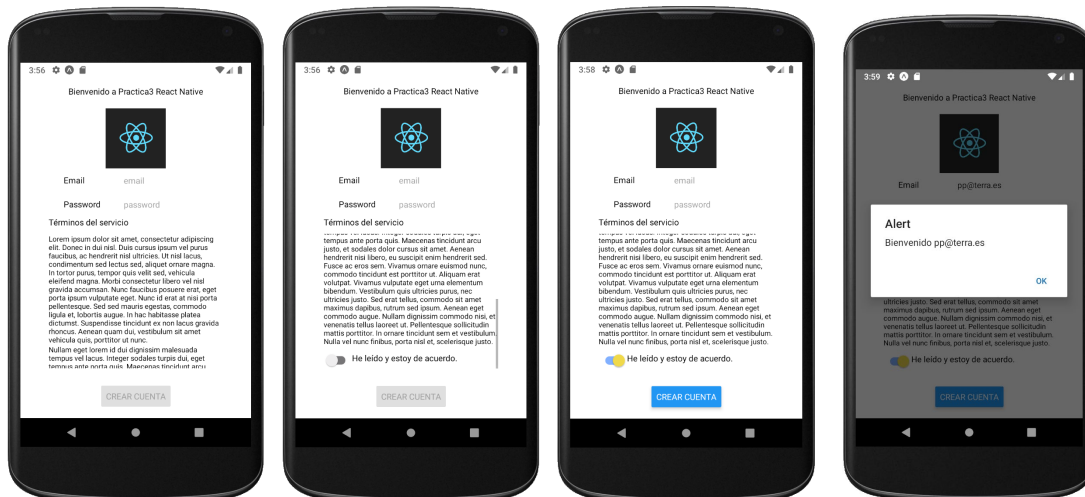 3:56
Bienvenido a Practica3 React Native
Email email
Password password
Términos del servicio
Lorem ipsum dolor sit amet, consectetur adipiscing
elit. Donec in dui nisl. Duis cursus ipsum vel purus
faucibus, ac hendrerit nisl ultricies. Ut nisl lacus,
condimentum sed lectus sed, aliquet ornare magna.
In tortor purus, tempor quis velit sed, vehicula
eleifend magna. Morbi consectetur libero vel nisl
gravida accumsan. Nunc faucibus posuere erat, eget
porta ipsum vulputate eget. Nunc id erat at nisi porta
pellentesque. Sed sed mauris egestas, commodo
ligula et, lobortis augue. In hac habitasse platea
dictumst. Suspendisse tincidunt ex non lacus gravida
rhoncus. Aenean quam dui, vestibulum sit amet
vehicula quis, porttitor ut nunc.
Nullam eget lorem id dui dignissim malesuada
tempus vel lacus. Integer sodales turpis dui, eget
tempus ante porta quis. Maecenas tincidunt arcu
CREAR CUENTA
3:56
Bienvenido a Practica3 React Native
Email email
Password password
Términos del servicio
tempus ante porta quis. Maecenas tincidunt arcu
justo, et sodales dolor cursus sit amet. Aenean
hendrerit nisi libero, eu suscipit enim hendrerit sed.
Fusce ac eros sem. Vivamus ornare euismod nunc,
commodo tincidunt est porttitor ut. Aliquam erat
volutpat. Vivamus vulputate eget urna elementum
bibendum. Vestibulum quis ultricies purus, nec
ultricies justo. Sed erat tellus, commodo sit amet
maximus dapibus, rutrum sed ipsum. Aenean eget
commodo augue. Nullam dignissim commodo nisi, et
venenatis tellus laoreet ut. Pellentesque sollicitudin
mattis porttitor. In ornare tincidunt sem et vestibulum.
Nulla vel nunc finibus, porta nisl et, scelerisque justo.
He leído y estoy de acuerdo.
CREAR CUENTA
3:58
Bienvenido a Practica3 React Native
Email email
Password password
Términos del servicio
tempus ante porta quis. Maecenas tincidunt arcu
justo, et sodales dolor cursus sit amet. Aenean
hendrerit nisi libero, eu suscipit enim hendrerit sed.
Fusce ac eros sem. Vivamus ornare euismod nunc,
commodo tincidunt est porttitor ut. Aliquam erat
volutpat. Vivamus vulputate eget urna elementum
bibendum. Vestibulum quis ultricies purus, nec
ultricies justo. Sed erat tellus, commodo sit amet
maximus dapibus, rutrum sed ipsum. Aenean eget
commodo augue. Nullam dignissim commodo nisi, et
venenatis tellus laoreet ut. Pellentesque sollicitudin
mattis porttitor. In ornare tincidunt sem et vestibulum.
Nulla vel nunc finibus, porta nisl et, scelerisque justo.
He leído y estoy de acuerdo.
CREAR CUENTA
3:59
Bienvenido a Practica3 React Native
Email pp@terra.es
Alert
Bienvenido pp@terra.es
OK
ultricies justo. Sed erat tellus, commodo sit amet
maximus dapibus, rutrum sed ipsum. Aenean eget
commodo augue. Nullam dignissim commodo nisi, et
venenatis tellus laoreet ut. Pellentesque sollicitudin
mattis porttitor. In ornare tincidunt sem et vestibulum.
Nulla vel nunc finibus, porta nisl et, scelerisque justo.
He leído y estoy de acuerdo.
CREAR CUENTA